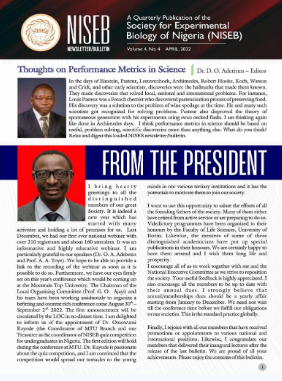 NISEB
NEWSLETTER/BULLETIN
A Quarterly Publication of the
Society for Experimental
Biology of Nigeria (NISEB)
Volume 4, No. 4 APRIL, 2022
Thoughts on Performance Metrics in Science
Dr. D. O. Aderiran – Editor
In the days of Einstein, Pasteur, Leeuwenhoek, Archimedes, Robert Hooke, Koch, Watson
and Crick, and other early scientists, discoveries were the hallmarks that made them known.
They made discoveries that solved local, national and international problems. For instance,
Louis Pasteur was a French chemist who discovered pasteurization process of preserving food.
His discovery was a solution to the problem of wine spoilage at the time. He and many such
scientists got recognised for solving problems. Pasteur also disproved the theory of
spontaneous generation with his experiments using swan necked flasks. I am thinking again
like those in Archimedes days. I think performance metrics in science should be based on
useful, problem solving, scientific discoveries more than anything else. What do you think?
Relax and digest the loaded NISEB newsletter/bulletin.
FROM THE PRESIDENT
I bring hearty
greetings to all the
distinguished
members of our great
Society. It is indeed a
new year which has
started with many
activities and holding a lot of promises for us. Last
December, we had our first ever national webinar with
over 250 registrants and about 160 attendees. It was an
informative and highly educative webinar. I am
particularly grateful to our speakers (Dr. O. A. Adebesin
and Prof. A. A. Toye). We hope to be able to provide a
link to the recording of the webinar as soon as it is
possible to do so. Furthermore, we have our eyes firmly
set on this year's conference which would be coming up
at the Mountain Top University. The Chairman of the
Local Organizing Committee (Prof. G. O. Ajayi) and
his team have been working assiduously to organize a
befitting and content rich conference come August 30th–
September 2nd 2022. The first announcement will be
circulated by the LOC in no distant time. I am delighted
to inform us of the appointment of Dr. Omoyemi
Kayode (the Coordinator of MTU Branch and our
Treasurer) as the coordinator of NISEB quiz competition
for undergraduates in Nigeria. The first edition will hold
during the conference at MTU. Dr. Kayode is passionate
about the quiz competition, and I am convinced that the
competition would spread our tentacles to the young
minds in our various tertiary institutions and it has the
potentials to motivate them to join our society.
I want to use this opportunity to salute the efforts of all
the founding fathers of the society. Many of them either
have retired from active service or are preparing to do so.
Valedictory programmes have been organised in their
honours by the Faculty of Life Sciences, University of
Ilorin. Likewise, the mentees of some of these
distinguished academicians have put up special
publications in their honours. We are certainly happy to
have been around and I wish them long life and
prosperity.
I encourage all of us to work together with me and the
National Executive Committee as we strive to reposition
the society. Your useful feedback is highly appreciated. I
also encourage all the members to be up to date with
their annual dues. I strongly believe that
annual/memberships dues should be a yearly affair
starting from January to December. We need not wait
till the conference time before we fulfil our obligations
to our societies. This is the standard practice globally.
Finally, I rejoice with all our members that have received
promotions or appointments to various national and
international positions. Likewise, I congratulate our
members that delivered their inaugural lectures after the
release of the last bulletin. We are proud of all your
achievements. Please enjoy the contents of this bulletin.
1